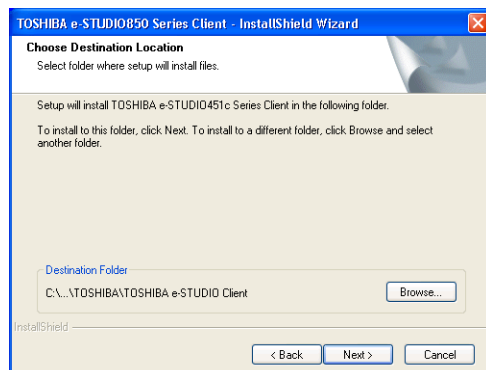 TOSHIBA e-STUDIO850 Series Client - InstallShield Wizard
Choose Destination Location
Select folder where setup will install files.
Setup will install TOSHIBA e-STUDIO451c Series Client in the following folder.
To install to this folder, click Next. To install to a different folder, click Browse and select
another folder.
Destination Folder
C:\...\TOSHIBA\TOSHIBA e-STUDIO Client
Browse...
InstallShield
< Back
Next >
Cancel